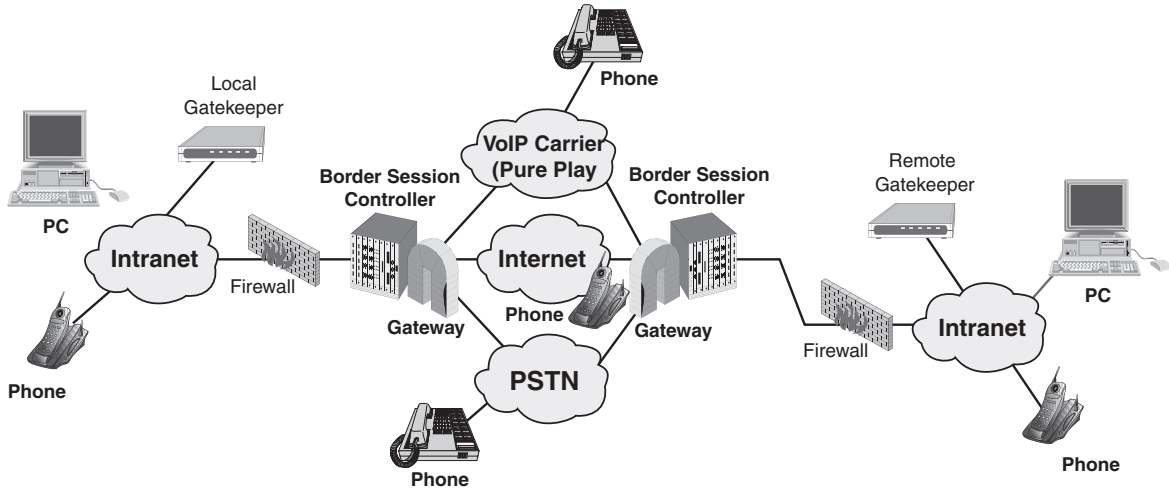 Phone
Local
Gatekeeper
VoIP Carrier
(Pure Play
PC
Border Session
Controller
Border Session
Controller
Remote
Gatekeeper
Intranet
Firewall
Internet
Phone
Gateway
Gateway
PC
Intranet
Firewall
Phone
PSTN
Phone
Phone